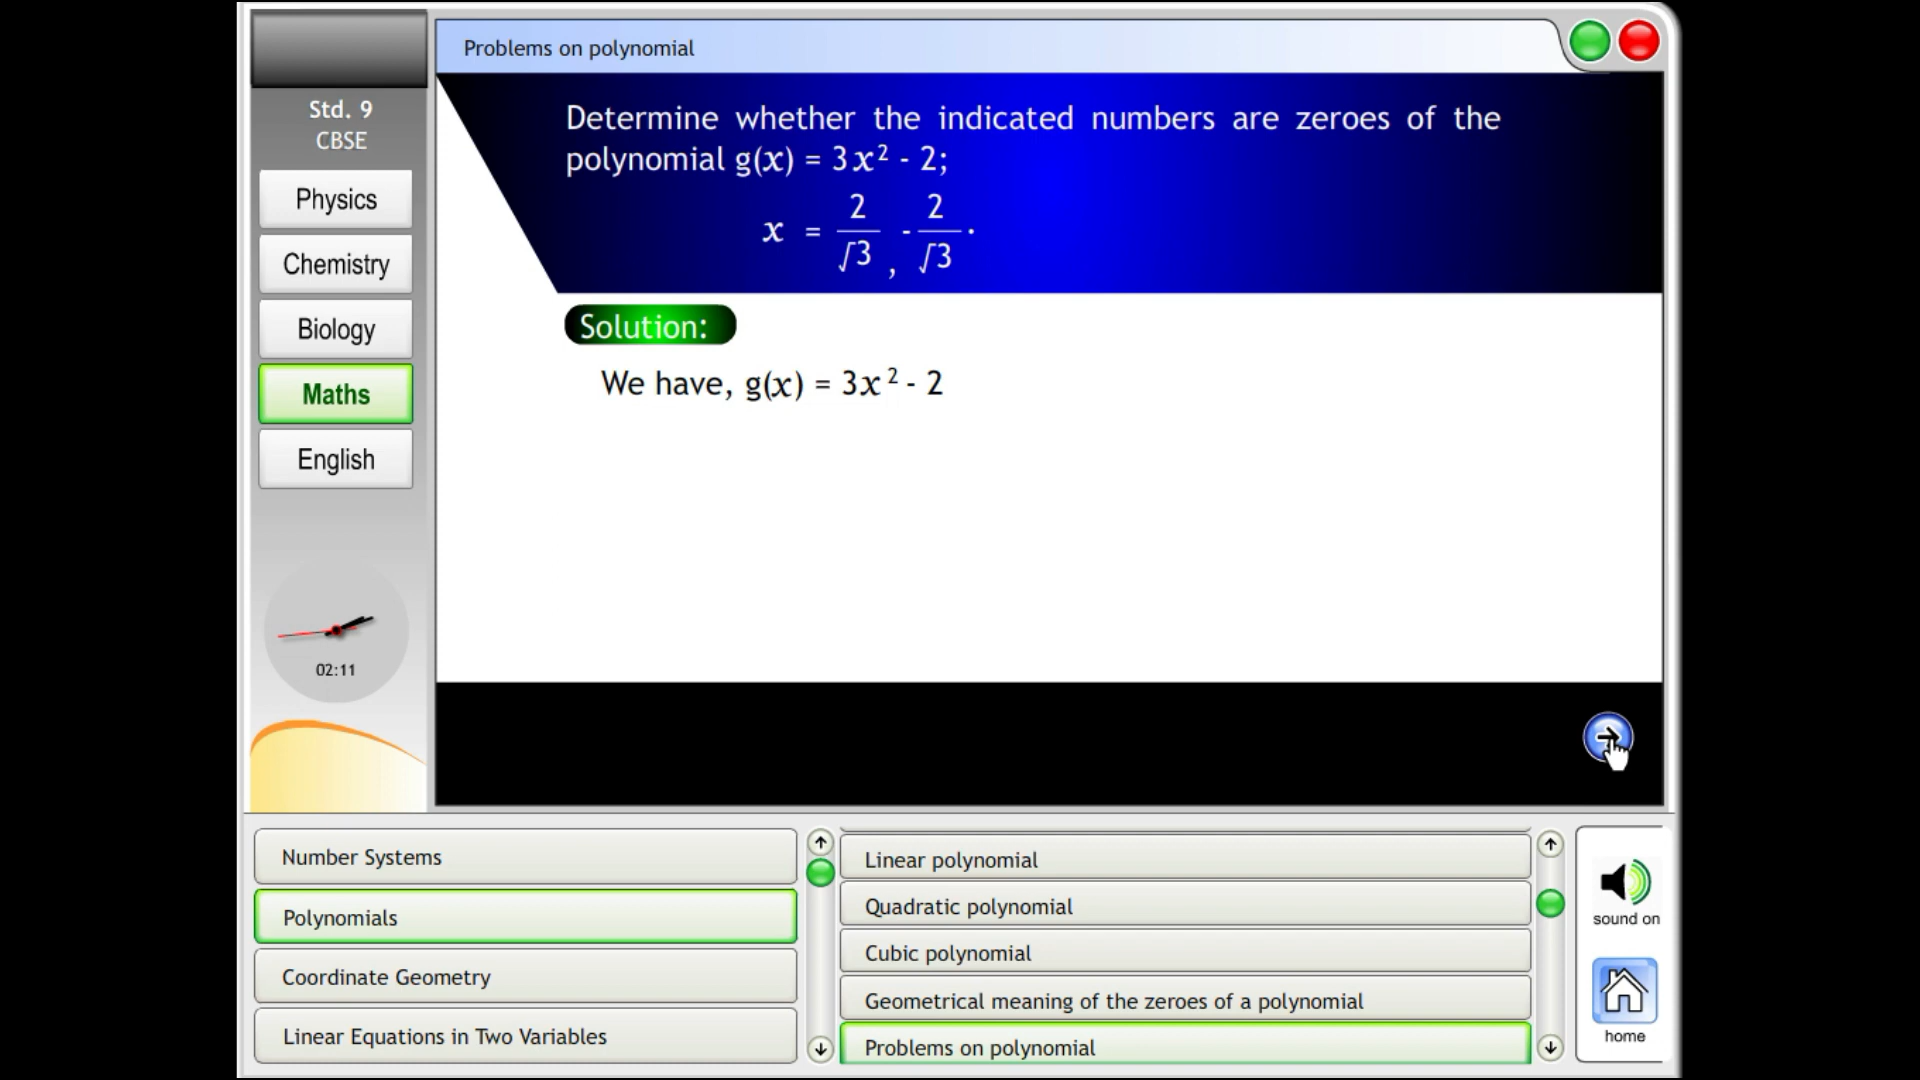 Problems on polynomial
Std. 9
CBSE
Physics
Chemistry
Biology
Maths
English
02:11
Determine whether the indicated numbers are zeroes of the
polynomial g(x) = 3x² - 2;
x = 2/√3 , -2/√3 .
Solution:
We have, g(x) = 3x² - 2
Number Systems
Polynomials
Coordinate Geometry
Linear Equations in Two Variables
Linear polynomial
Quadratic polynomial
Cubic polynomial
Geometrical meaning of the zeroes of a polynomial
Problems on polynomial
sound on
home